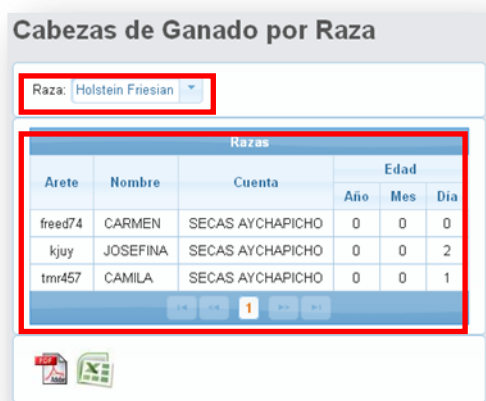 Cabezas de Ganado por Raza
Raza: Holstein Friesian
Razas
Arete Nombre Cuenta Edad
Año Mes Día
freed74 CARMEN SECAS AYCHAPICHO 0 0 0
kjuy JOSEFINA SECAS AYCHAPICHO 0 0 2
tmr457 CAMILA SECAS AYCHAPICHO 0 0 1
1
PDF
Adobe